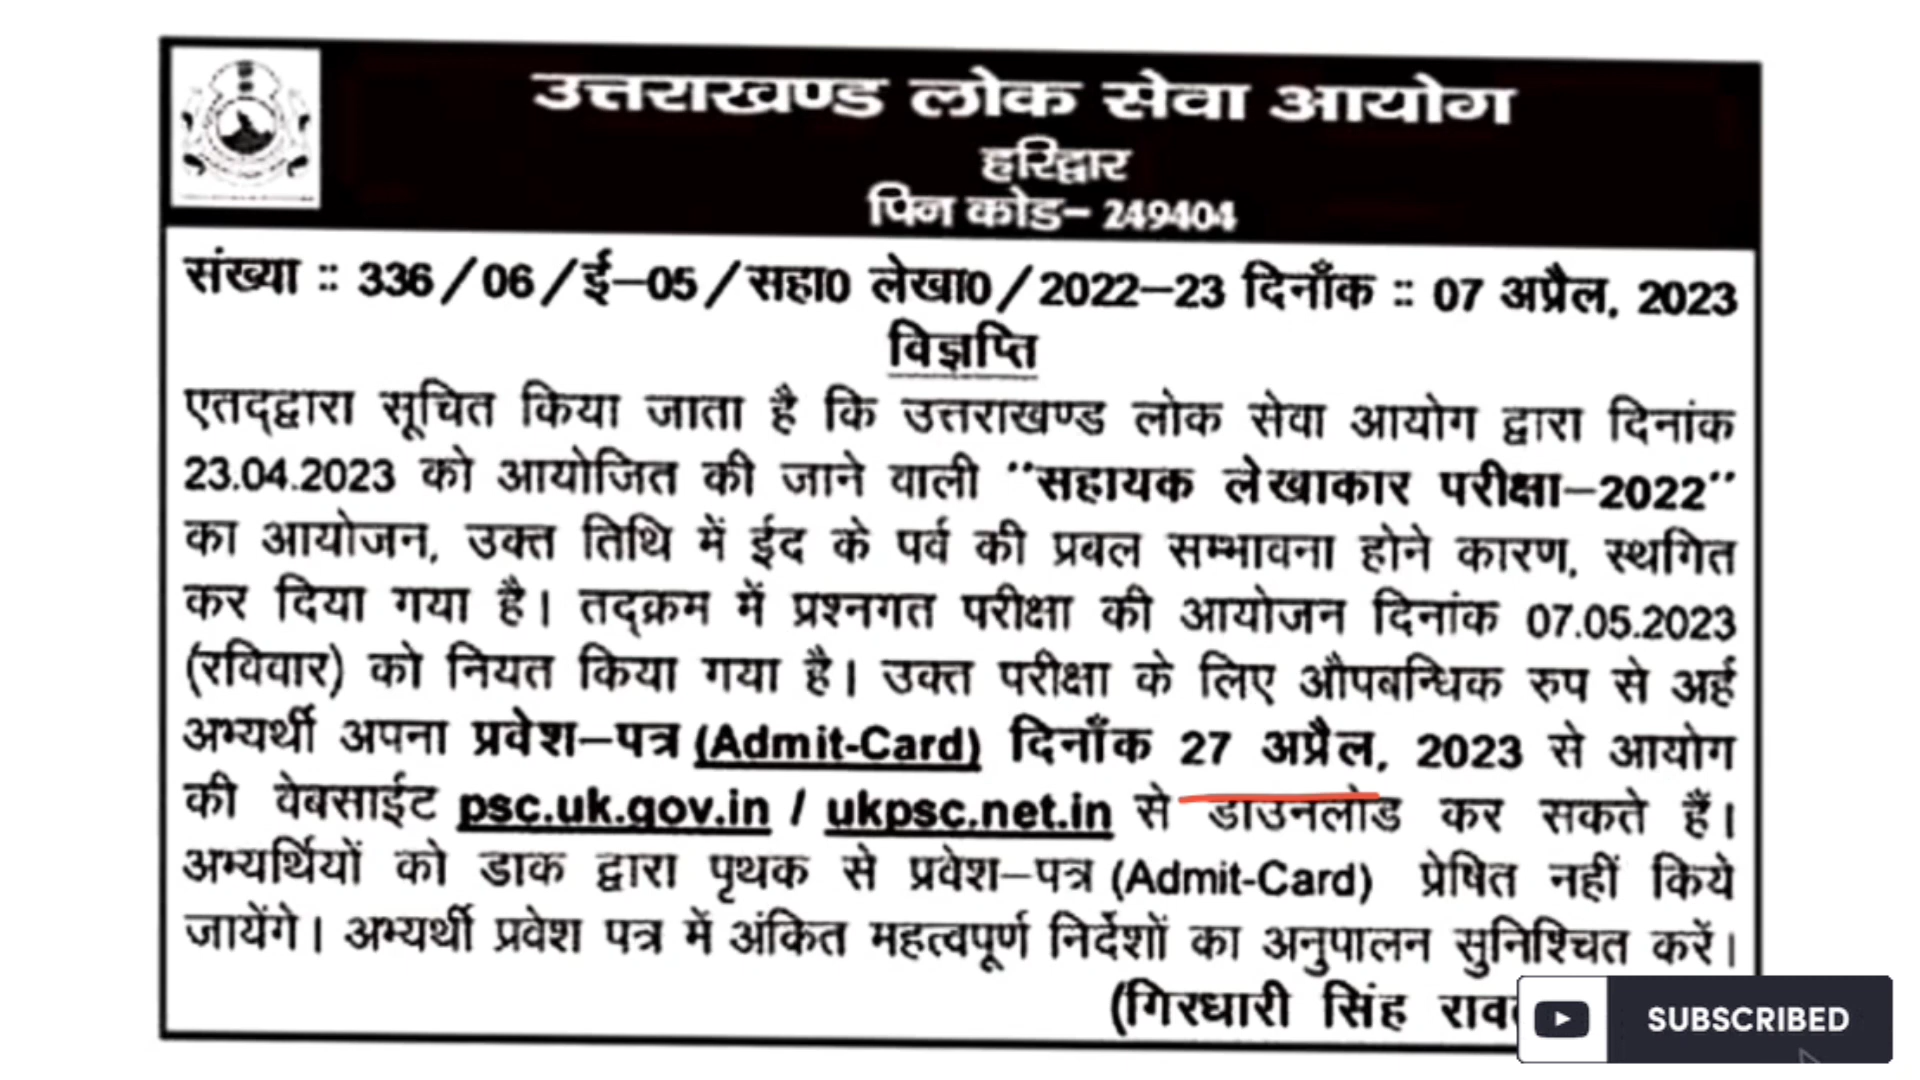 उत्तराखण्ड लोक सेवा आयोग
हरिद्वार
पिन कोड- 249404
संख्या :: 336/06/ई-05/सहा0 लेखा0/2022-23 दिनाँक :: 07 अप्रैल, 2023
विज्ञप्ति
एतद्द्वारा सूचित किया जाता है कि उत्तराखण्ड लोक सेवा आयोग द्वारा दिनांक
23.04.2023 को आयोजित की जाने वाली "सहायक लेखाकार परीक्षा-2022"
का आयोजन, उक्त तिथि में ईद के पर्व की प्रबल सम्भावना होने कारण, स्थगित
कर दिया गया है। तद्क्रम में प्रश्नगत परीक्षा की आयोजन दिनांक 07.05.2023
(रविवार) को नियत किया गया है। उक्त परीक्षा के लिए औपबन्धिक रुप से अर्ह
अभ्यर्थी अपना प्रवेश-पत्र (Admit-Card) दिनाँक 27 अप्रैल, 2023 से आयोग
की वेबसाईट psc.uk.gov.in / ukpsc.net.in से डाउनलोड कर सकते हैं।
अभ्यर्थियों को डाक द्वारा पृथक से प्रवेश-पत्र (Admit-Card) प्रेषित नहीं किये
जायेंगे। अभ्यर्थी प्रवेश पत्र में अंकित महत्वपूर्ण निर्देशों का अनुपालन सुनिश्चित करें।
(गिरधारी सिंह
SUBSCRIBED